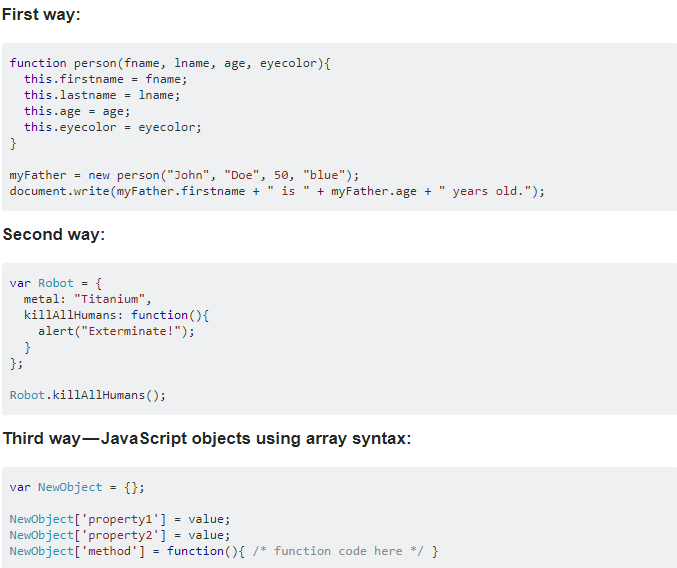 First way:
function person(fname, lname, age, eyecolor){
  this.firstname = fname;
  this.lastname = lname;
  this.age = age;
  this.eyecolor = eyecolor;
}
myFather = new person("John", "Doe", 50, "blue");
document.write(myFather.firstname + " is " + myFather.age + " years old.");
Second way:
var Robot = {
  metal: "Titanium",
  killAllHumans: function(){
    alert("Exterminate!");
  }
};
Robot.killAllHumans();
Third way — JavaScript objects using array syntax:
var NewObject = {};
NewObject['property1'] = value;
NewObject['property2'] = value;
NewObject['method'] = function(){ /* function code here */ }